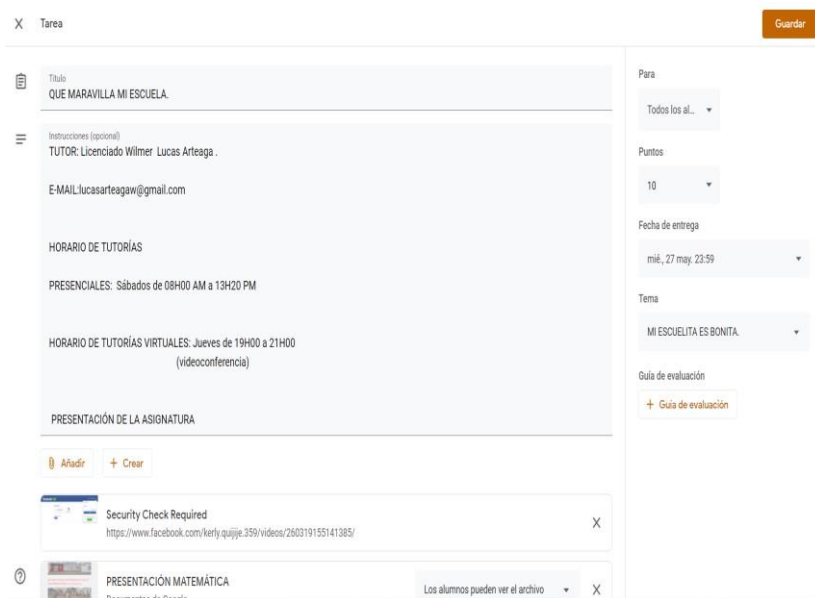 Tarea
Guardar
Título
QUE MARAVILLA MI ESCUELA.
Instrucciones (opcional)
TUTOR: Licenciado Wilmer Lucas Arteaga .
E-MAIL:lucasarteagaw@gmail.com
HORARIO DE TUTORÍAS
PRESENCIALES: Sábados de 08H00 AM a 13H20 PM
HORARIO DE TUTORÍAS VIRTUALES: Jueves de 19H00 a 21H00
(videoconferencia)
PRESENTACIÓN DE LA ASIGNATURA
Añadir
+ Crear
Security Check Required
https://www.facebook.com/kerly.quijije.359/videos/260319155141385/
PRESENTACIÓN MATEMÁTICA
Documentos de Google
Los alumnos pueden ver el archivo
Para
Todos los al...
Puntos
10
Fecha de entrega
mié., 27 may. 23:59
Tema
MI ESCUELITA ES BONITA.
Guía de evaluación
+ Guía de evaluación